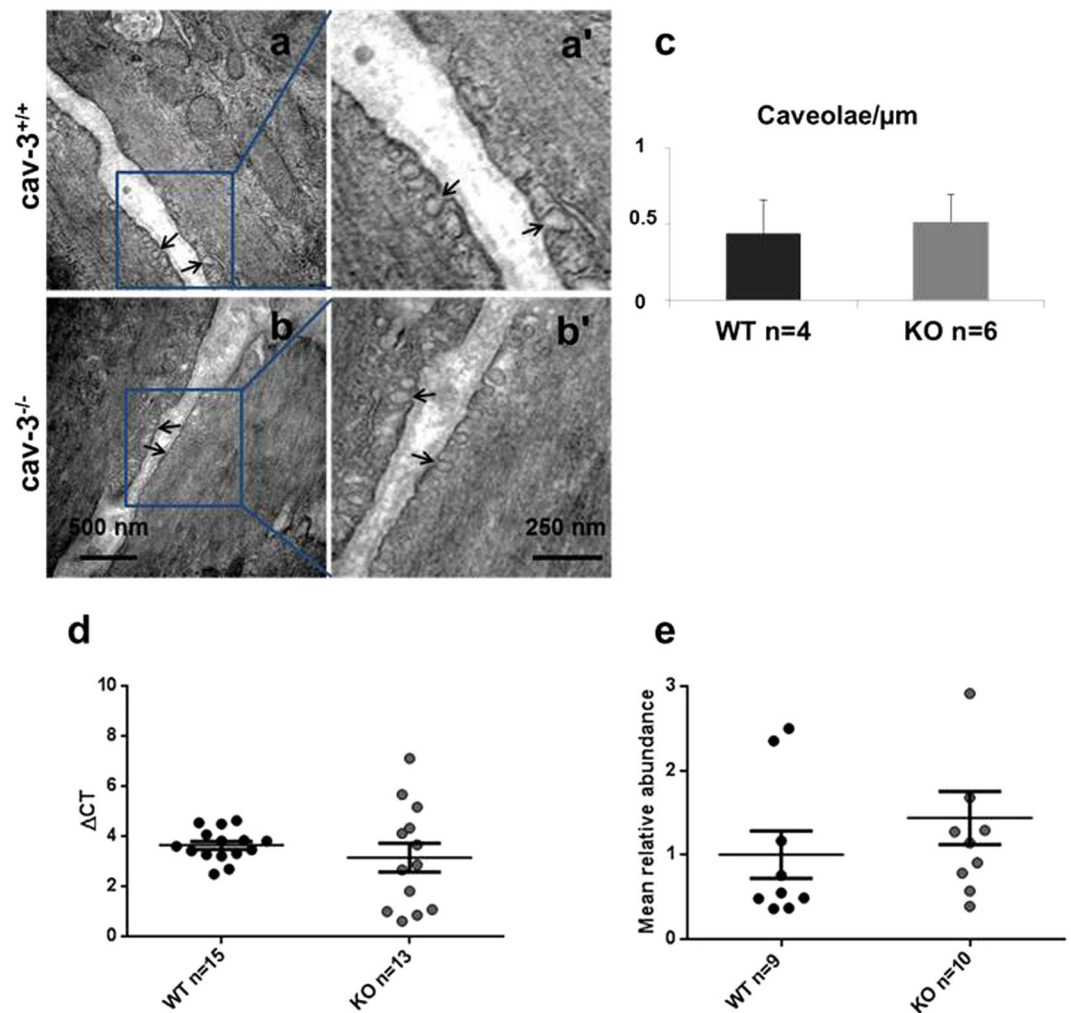 a
a'
cav-3+/+
b
b'
cav-3-/-
500 nm
250 nm
c
Caveolae/µm
1
0.5
0
WT n=4
KO n=6
d
10
8
6
4
2
0
ΔCT
WT n=15
KO n=13
e
3
2
1
0
Mean relative abundance
WT n=9
KO n=10